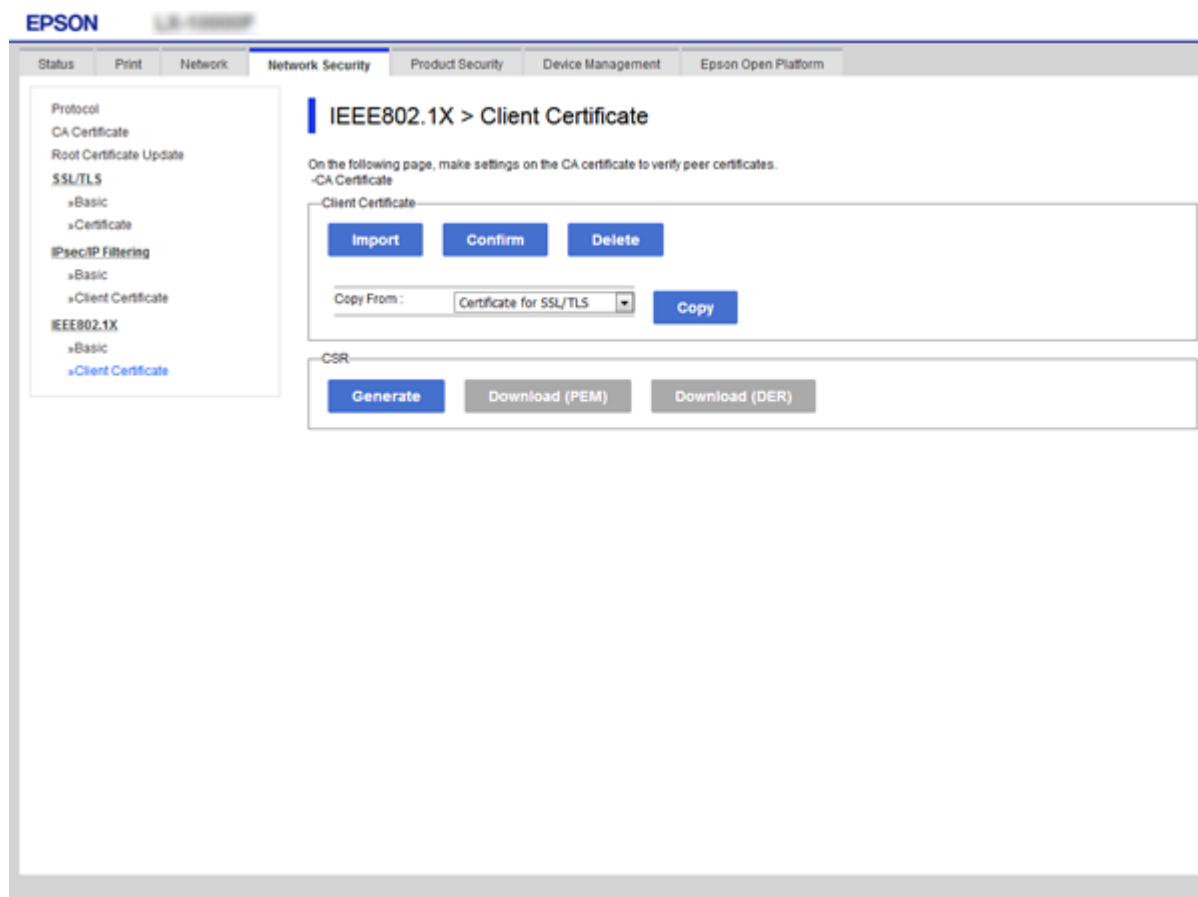 EPSON
Status Print Network Network Security Product Security Device Management Epson Open Platform
Protocol
CA Certificate
Root Certificate Update
SSL/TLS
»Basic
»Certificate
IPsec/IP Filtering
»Basic
»Client Certificate
IEEE802.1X
»Basic
»Client Certificate
IEEE802.1X > Client Certificate
On the following page, make settings on the CA certificate to verify peer certificates.
-CA Certificate
Client Certificate
Import Confirm Delete
Copy From : Certificate for SSL/TLS Copy
CSR
Generate Download (PEM) Download (DER)